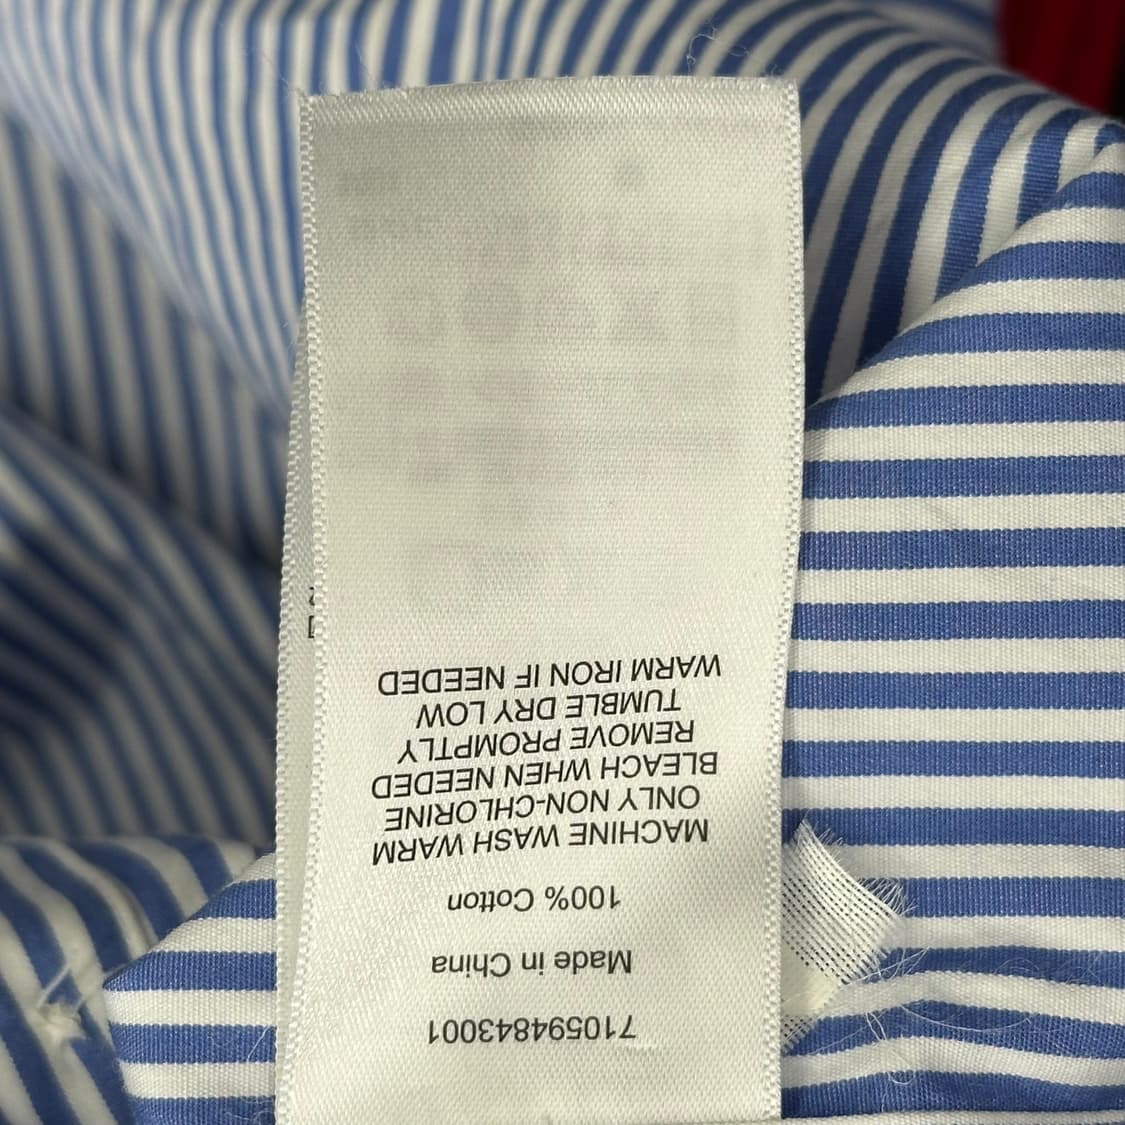 710594843001
Made in China
100% Cotton
MACHINE WASH WARM
ONLY NON-CHLORINE
BLEACH WHEN NEEDED
REMOVE PROMPTLY
TUMBLE DRY LOW
WARM IRON IF NEEDED